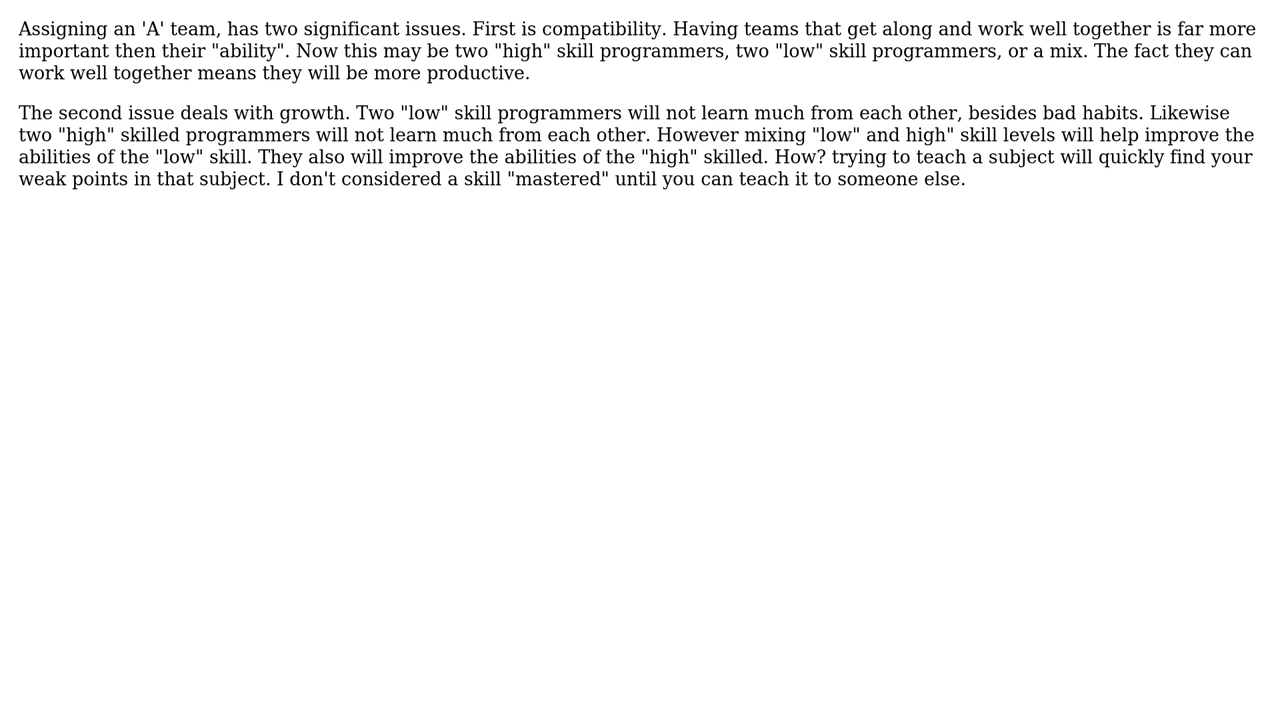 Assigning an 'A' team, has two significant issues. First is compatibility. Having teams that get along and work well together is far more
important then their "ability". Now this may be two "high" skill programmers, two "low" skill programmers, or a mix. The fact they can
work well together means they will be more productive.
The second issue deals with growth. Two "low" skill programmers will not learn much from each other, besides bad habits. Likewise
two "high" skilled programmers will not learn much from each other. However mixing "low" and high" skill levels will help improve the
abilities of the "low" skill. They also will improve the abilities of the "high" skilled. How? trying to teach a subject will quickly find your
weak points in that subject. I don't considered a skill "mastered" until you can teach it to someone else.